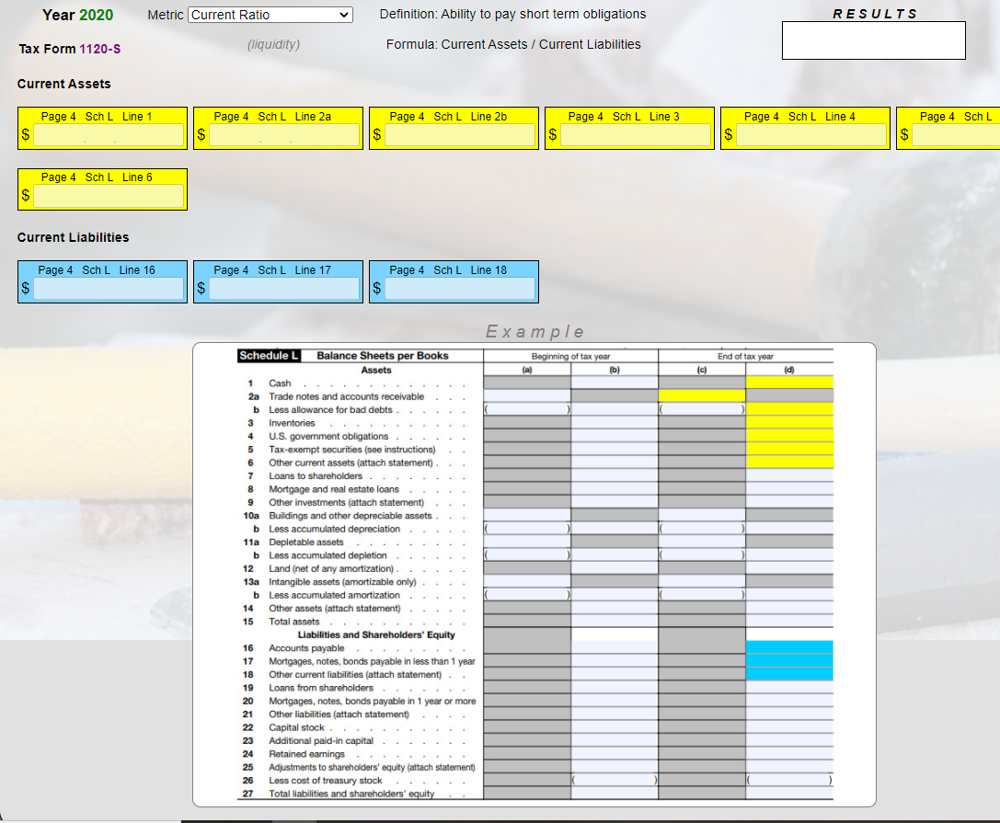 Year 2020 Metric Current Ratio Definition: Ability to pay short term obligations RESULTS
Tax Form 1120-S (liquidity) Formula: Current Assets / Current Liabilities
Current Assets
Page 4 Sch L Line 1 Page 4 Sch L Line 2a Page 4 Sch L Line 2b Page 4 Sch L Line 3 Page 4 Sch L Line 4 Page 4 Sch L
$ $ $ $ $ $
Page 4 Sch L Line 6
$
Current Liabilities
Page 4 Sch L Line 16 Page 4 Sch L Line 17 Page 4 Sch L Line 18
$ $ $
Example
Schedule L Balance Sheets per Books Beginning of tax year End of tax year
Assets (a) (b) (c) (d)
1 Cash . . . . . . . . . . . . .
2a Trade notes and accounts receivable . . .
b Less allowance for bad debts . . . . . . ( ) ( )
3 Inventories . . . . . . . . . . .
4 U.S. government obligations . . . . . .
5 Tax-exempt securities (see instructions) . .
6 Other current assets (attach statement) . . .
7 Loans to shareholders . . . . . . . .
8 Mortgage and real estate loans . . . . .
9 Other investments (attach statement) . . .
10a Buildings and other depreciable assets . . .
b Less accumulated depreciation . . . . . ( ) ( )
11a Depletable assets . . . . . . . . .
b Less accumulated depletion . . . . . . ( ) ( )
12 Land (net of any amortization) . . . . . .
13a Intangible assets (amortizable only) . . . .
b Less accumulated amortization . . . . . ( ) ( )
14 Other assets (attach statement) . . . . .
15 Total assets . . . . . . . . . . .
Liabilities and Shareholders' Equity
16 Accounts payable . . . . . . . . .
17 Mortgages, notes, bonds payable in less than 1 year
18 Other current liabilities (attach statement) . .
19 Loans from shareholders . . . . . . .
20 Mortgages, notes, bonds payable in 1 year or more
21 Other liabilities (attach statement) . . . .
22 Capital stock . . . . . . . . . . .
23 Additional paid-in capital . . . . . . .
24 Retained earnings . . . . . . . . .
25 Adjustments to shareholders' equity (attach statement)
26 Less cost of treasury stock . . . . . . ( ) ( )
27 Total liabilities and shareholders' equity . .